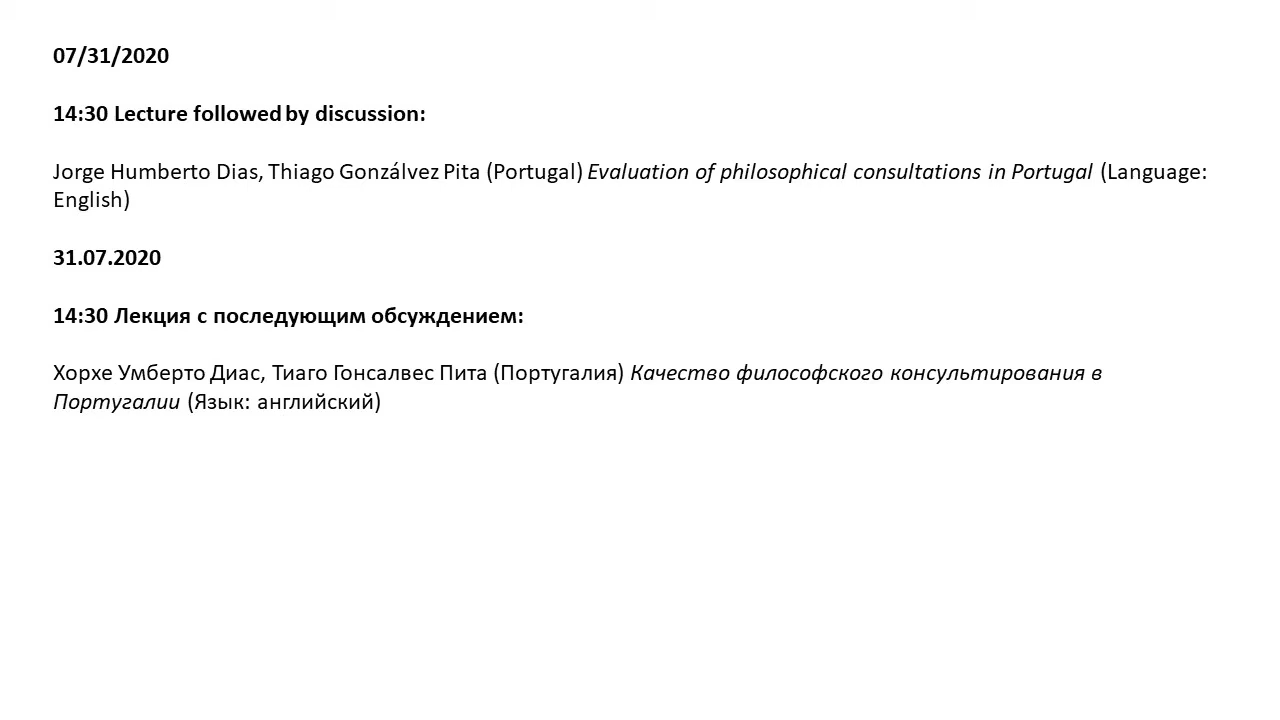 07/31/2020
14:30 Lecture followed by discussion:
Jorge Humberto Dias, Thiago Gonzálvez Pita (Portugal) Evaluation of philosophical consultations in Portugal (Language:
English)
31.07.2020
14:30 Лекция с последующим обсуждением:
Хорхе Умберто Диас, Тиаго Гонсалвес Пита (Португалия) Качество философского консультирования в
Португалии (Язык: английский)